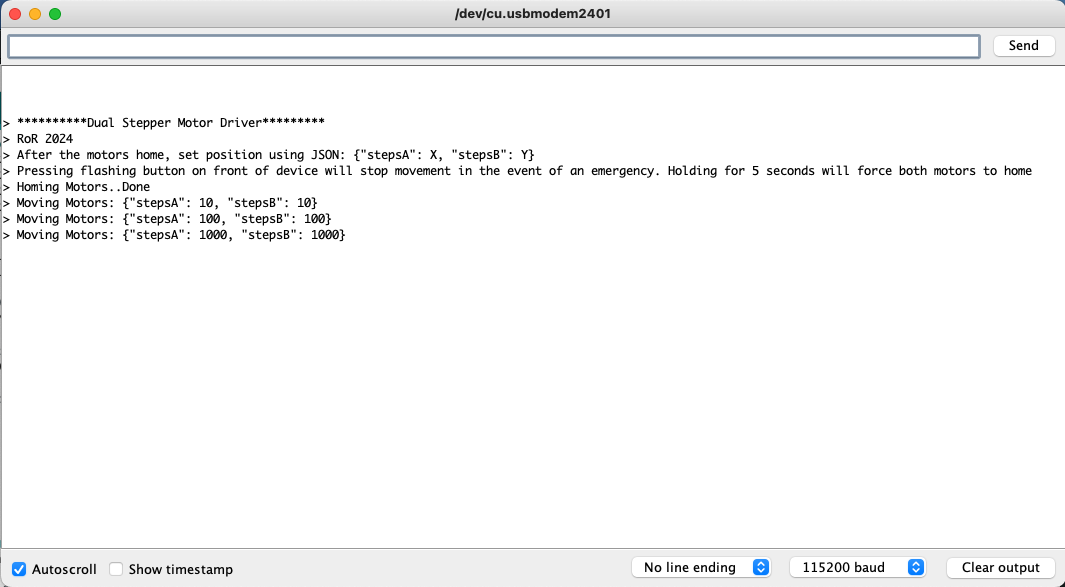 /dev/cu.usbmodem2401
Send
> **********Dual Stepper Motor Driver*********
> RoR 2024
> After the motors home, set position using JSON: {"stepsA": X, "stepsB": Y}
> Pressing flashing button on front of device will stop movement in the event of an emergency. Holding for 5 seconds will force both motors to home
> Homing Motors..Done
> Moving Motors: {"stepsA": 10, "stepsB": 10}
> Moving Motors: {"stepsA": 100, "stepsB": 100}
> Moving Motors: {"stepsA": 1000, "stepsB": 1000}
Autoscroll Show timestamp No line ending 115200 baud Clear output